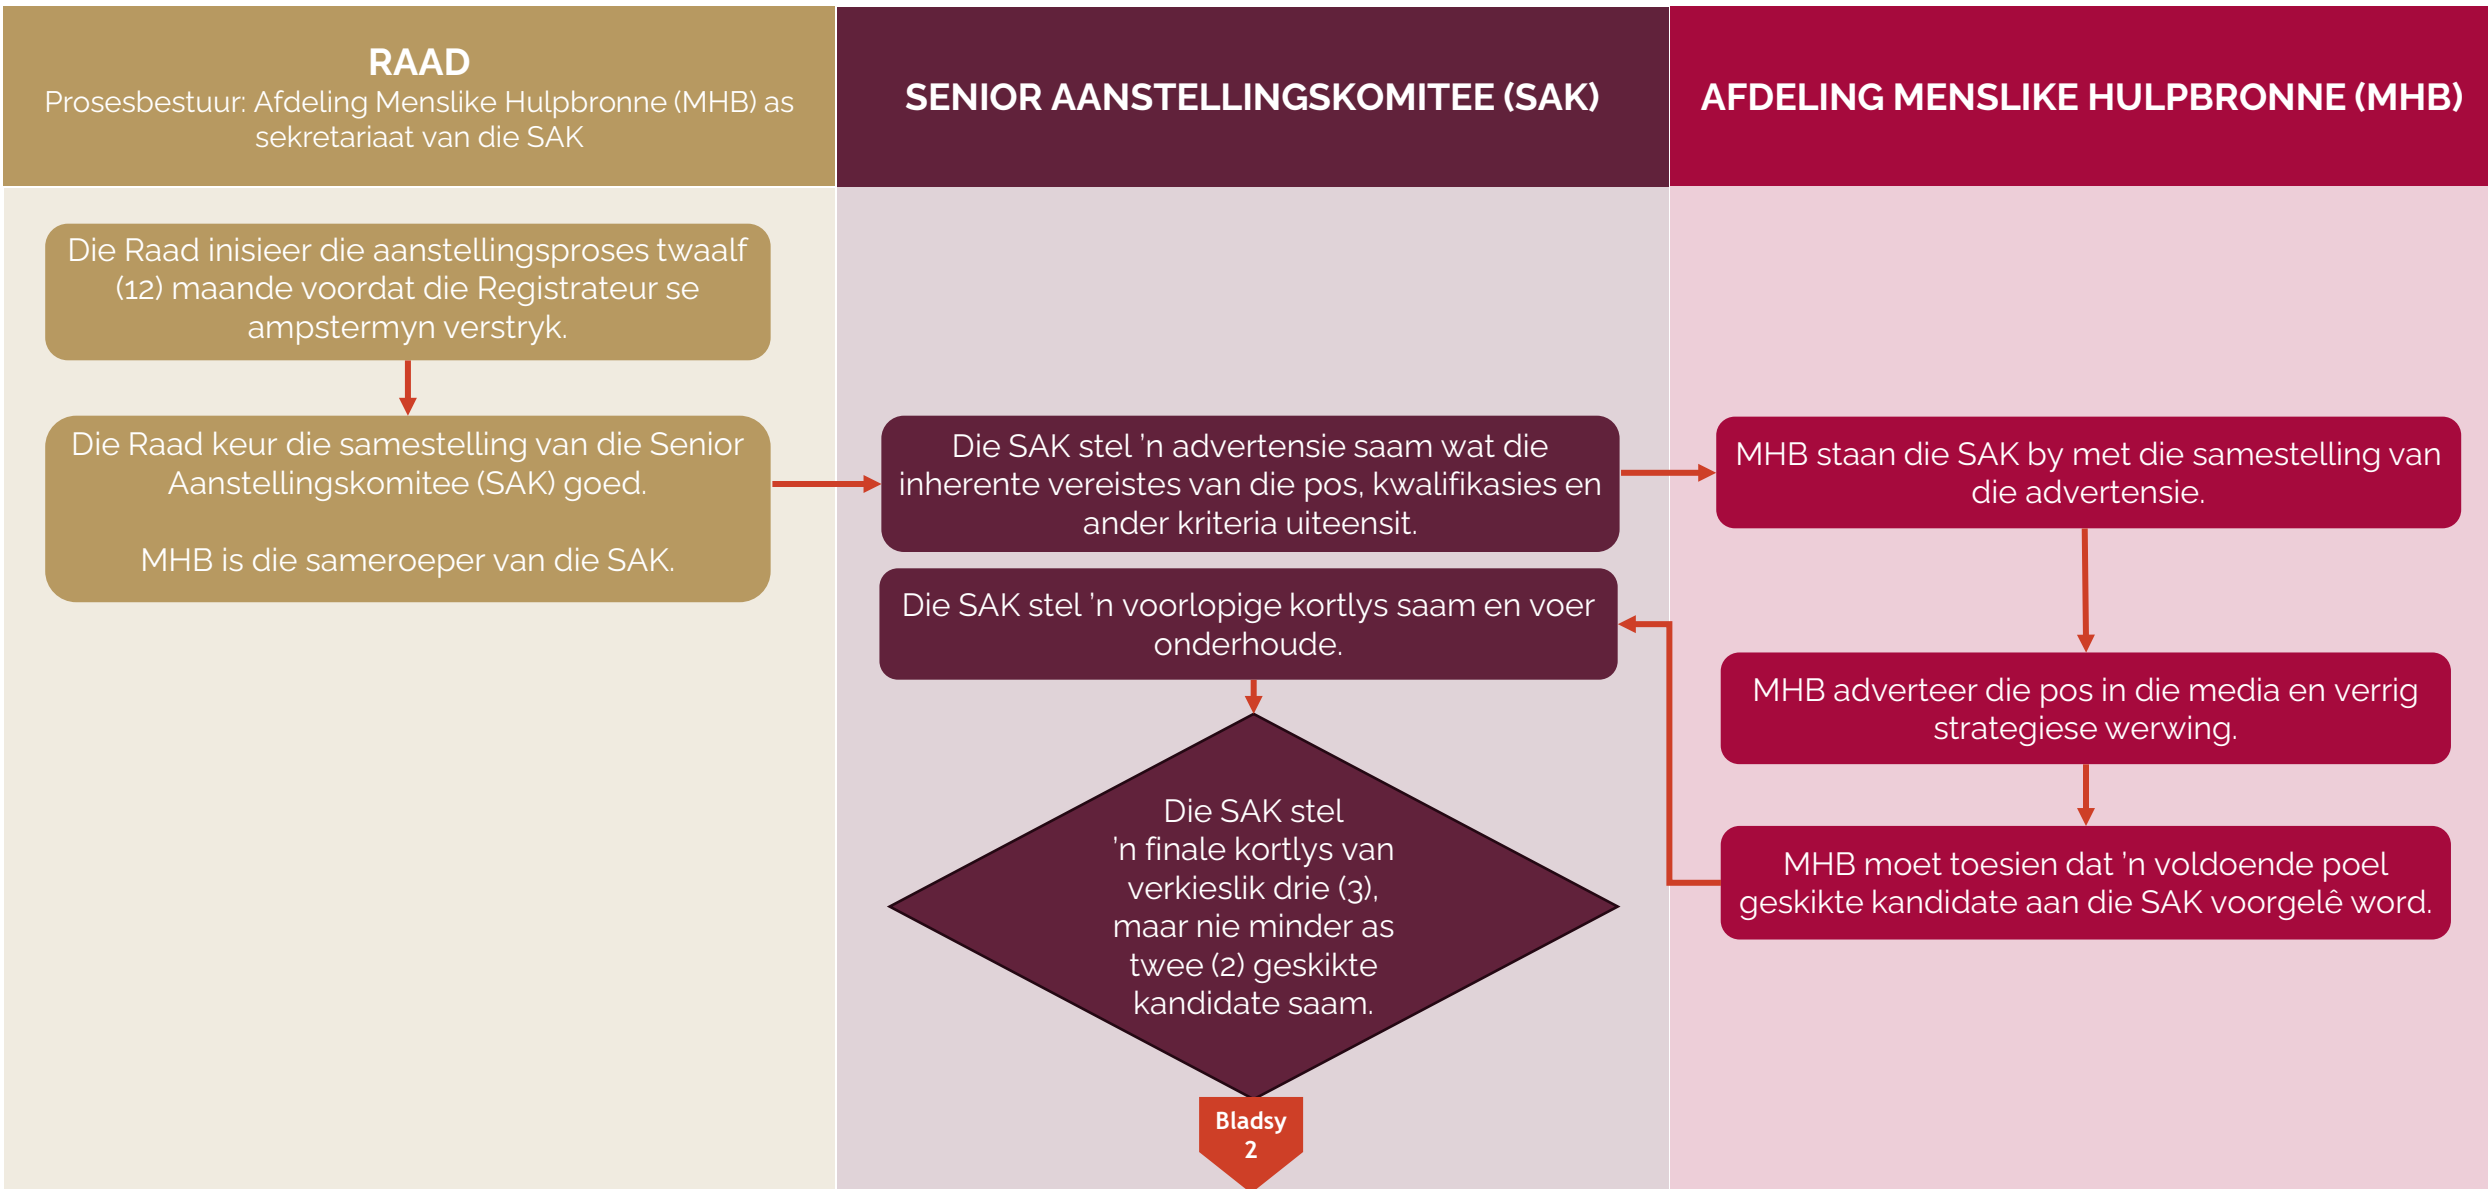 RAAD
Prosesbestuur: Afdeling Menslike Hulpbronne (MHB) as
sekretariaat van die SAK
SENIOR AANSTELLINGSKOMITEE (SAK)
AFDELING MENSLIKE HULPBRONNE (MHB)
Die Raad inisieer die aanstellingsproses twaalf
(12) maande voordat die Registrateur se
ampstermyn verstryk.
Die Raad keur die samestelling van die Senior
Aanstellingskomitee (SAK) goed.
MHB is die sameroeper van die SAK.
Die SAK stel ’n advertensie saam wat die
inherente vereistes van die pos, kwalifikasies en
ander kriteria uiteensit.
MHB staan die SAK by met die samestelling van
die advertensie.
MHB adverteer die pos in die media en verrig
strategiese werwing.
MHB moet toesien dat ’n voldoende poel
geskikte kandidate aan die SAK voorgelê word.
Die SAK stel ’n voorlopige kortlys saam en voer
onderhoude.
Die SAK stel
’n finale kortlys van
verkieslik drie (3),
maar nie minder as
twee (2) geskikte
kandidate saam.
Bladsy
2